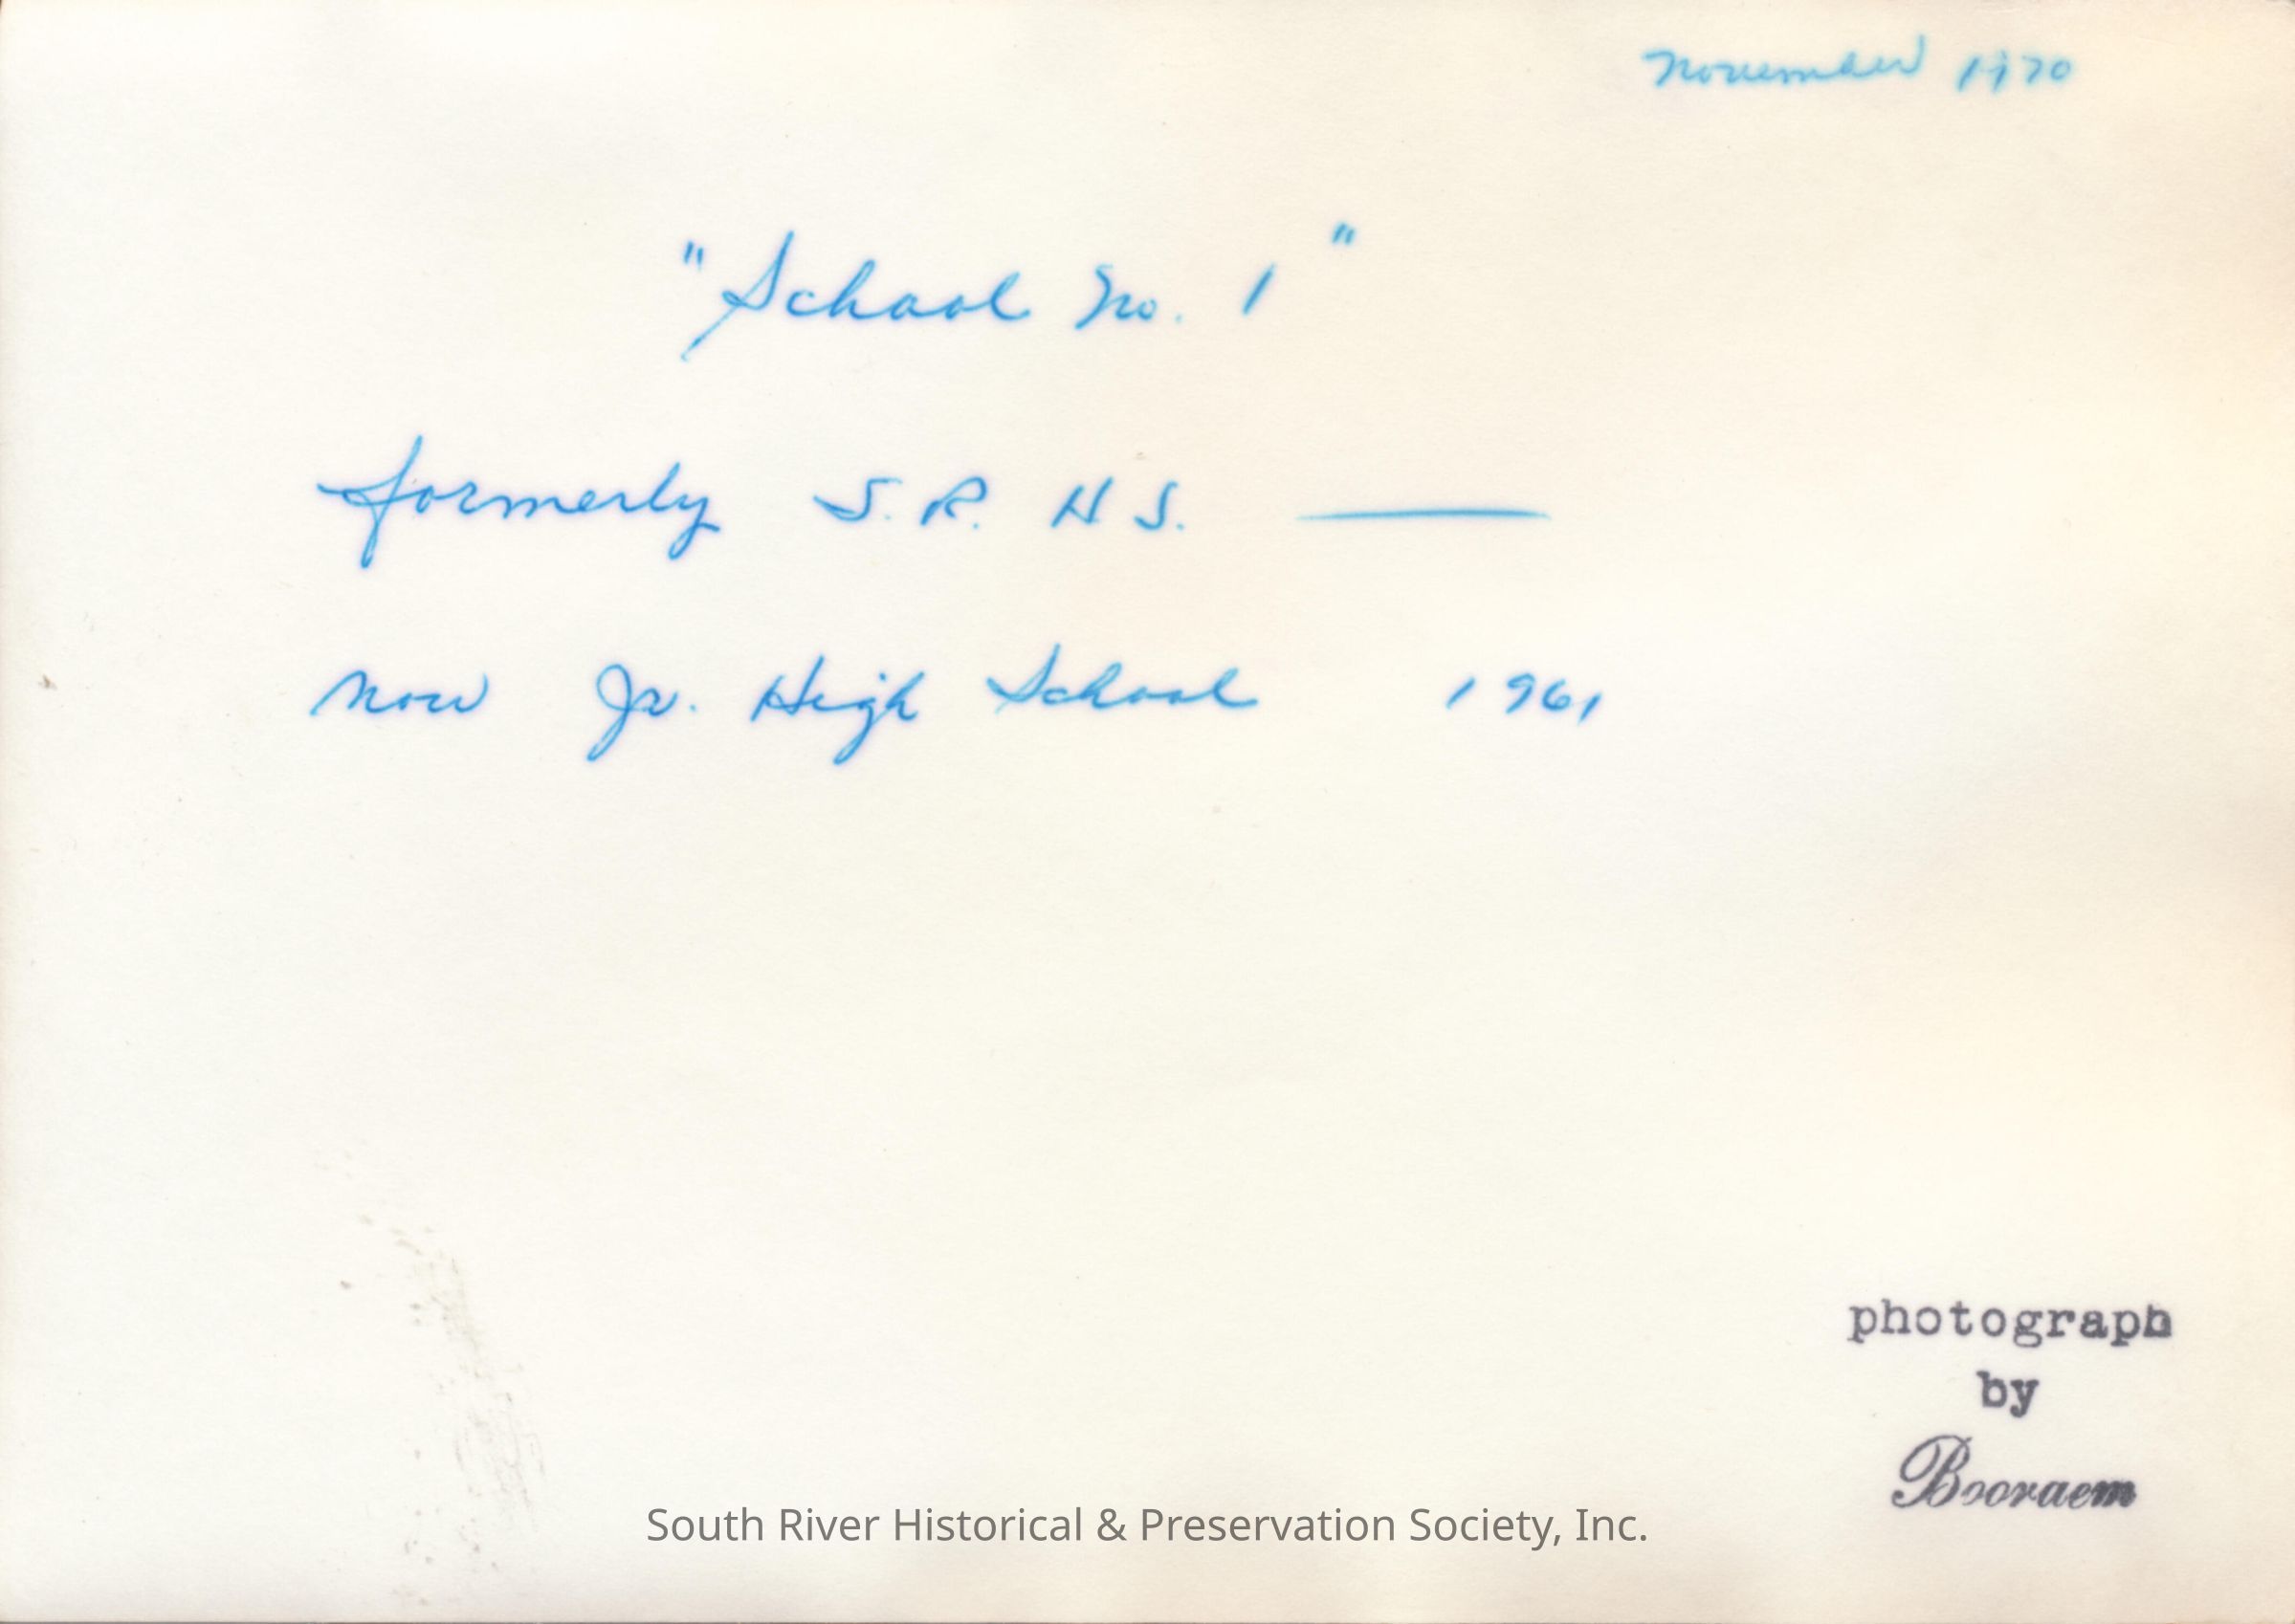 November 1970
"School No. 1"
formerly S.R. H S. —
now Jr. High School 1961
photograph
by
Booraem
South River Historical & Preservation Society, Inc.